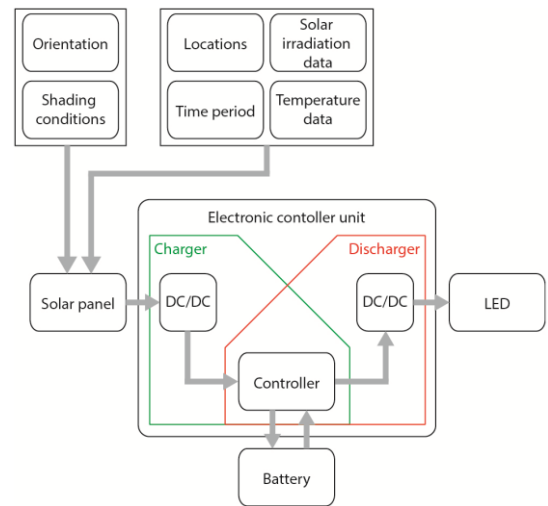 Orientation
Locations
Solar
irradiation
data
Shading
conditions
Time period
Temperature
data
Electronic contoller unit
Charger
Discharger
Solar panel
DC/DC
DC/DC
LED
Controller
Battery